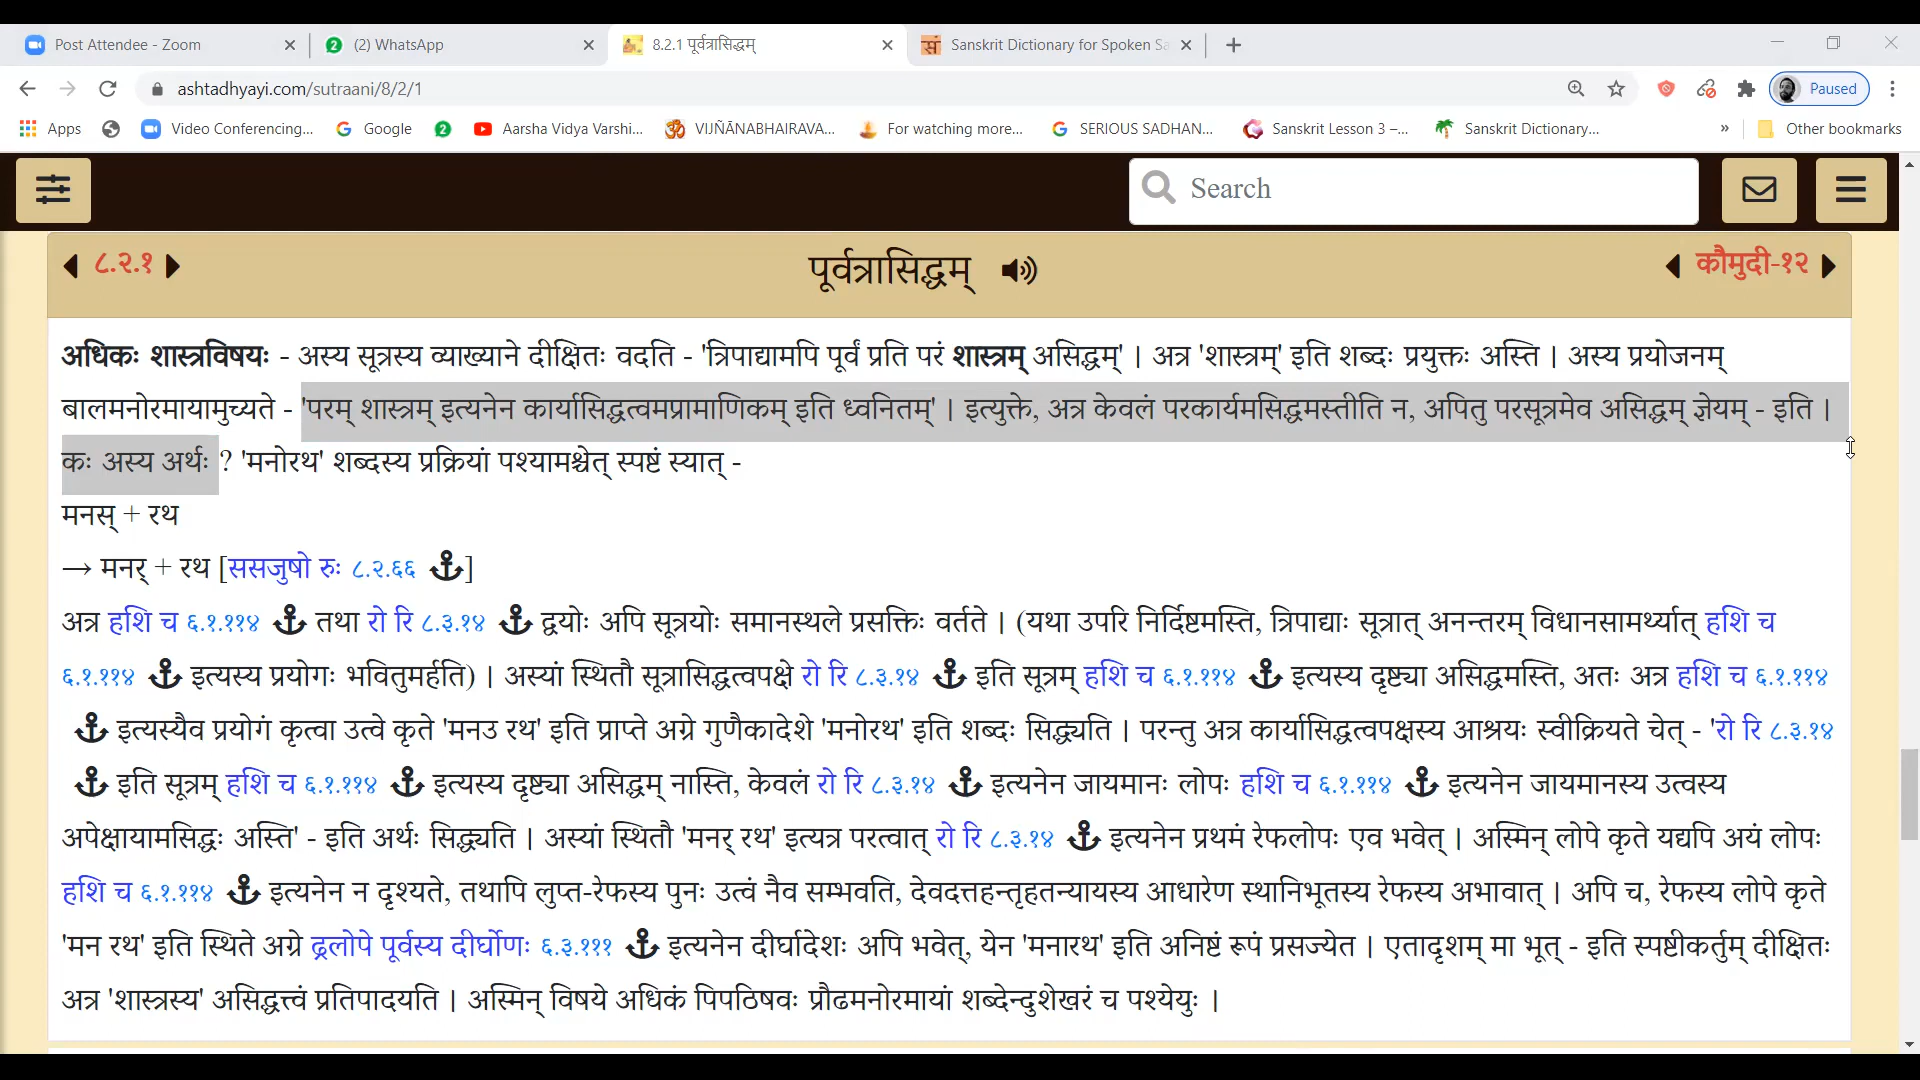 Post Attendee - Zoom
(2) WhatsApp
8.2.1 पूर्वत्रासिद्धम्
Sanskrit Dictionary for Spoken Sa
ashtadhyayi.com/sutraani/8/2/1
Paused
Apps
Video Conferencing...
Google
Aarsha Vidya Varshi...
VIJÑĀNABHAIRAVA...
For watching more...
SERIOUS SADHAN...
Sanskrit Lesson 3 –...
Sanskrit Dictionary...
»
Other bookmarks
Search
८.२.१
पूर्वत्रासिद्धम्
कौमुदी-१२
अधिकः शास्त्रविषयः - अस्य सूत्रस्य व्याख्याने दीक्षितः वदति - 'त्रिपाद्यामपि पूर्वं प्रति परं शास्त्रम् असिद्धम्' । अत्र 'शास्त्रम्' इति शब्दः प्रयुक्तः अस्ति । अस्य प्रयोजनम्
बालमनोरमायामुच्यते - 'परम् शास्त्रम् इत्यनेन कार्यासिद्धत्वमप्रामाणिकम् इति ध्वनितम्' । इत्युक्ते, अत्र केवलं परकार्यमसिद्धमस्तीति न, अपितु परसूत्रमेव असिद्धम् ज्ञेयम् - इति ।
कः अस्य अर्थः ? 'मनोरथ' शब्दस्य प्रक्रियां पश्यामश्चेत् स्पष्टं स्यात् -
मनस् + रथ
→ मनर् + रथ [ससजुषो रुः ८.२.६६ ]
अत्र हशि च ६.१.११४ तथा रो रि ८.३.१४ द्वयोः अपि सूत्रयोः समानस्थले प्रसक्तिः वर्तते । (यथा उपरि निर्दिष्टमस्ति, त्रिपाद्याः सूत्रात् अनन्तरम् विधानसामर्थ्यात् हशि च
६.१.११४ इत्यस्य प्रयोगः भवितुमर्हति) । अस्यां स्थितौ सूत्रासिद्धत्वपक्षे रो रि ८.३.१४ इति सूत्रम् हशि च ६.१.११४ इत्यस्य दृष्ट्या असिद्धमस्ति, अतः अत्र हशि च ६.१.११४
इत्यस्यैव प्रयोगं कृत्वा उत्वे कृते 'मनउ रथ' इति प्राप्ते अग्रे गुणैकादेशे 'मनोरथ' इति शब्दः सिद्ध्यति । परन्तु अत्र कार्यासिद्धत्वपक्षस्य आश्रयः स्वीक्रियते चेत् - 'रो रि ८.३.१४
इति सूत्रम् हशि च ६.१.११४ इत्यस्य दृष्ट्या असिद्धम् नास्ति, केवलं रो रि ८.३.१४ इत्यनेन जायमानः लोपः हशि च ६.१.११४ इत्यनेन जायमानस्य उत्वस्य
अपेक्षायामसिद्धः अस्ति' - इति अर्थः सिद्ध्यति । अस्यां स्थितौ 'मनर् रथ' इत्यत्र परत्वात् रो रि ८.३.१४ इत्यनेन प्रथमं रेफलोपः एव भवेत् । अस्मिन् लोपे कृते यद्यपि अयं लोपः
हशि च ६.१.११४ इत्यनेन न दृश्यते, तथापि लुप्त-रेफस्य पुनः उत्वं नैव सम्भवति, देवदत्तहन्तृहतन्यायस्य आधारेण स्थानिभूतस्य रेफस्य अभावात् । अपि च, रेफस्य लोपे कृते
'मन रथ' इति स्थिते अग्रे ढ्रलोपे पूर्वस्य दीर्घोणः ६.३.१११ इत्यनेन दीर्घादेशः अपि भवेत्, येन 'मनारथ' इति अनिष्टं रूपं प्रसज्येत । एतादृशम् मा भूत् - इति स्पष्टीकर्तुम् दीक्षितः
अत्र 'शास्त्रस्य' असिद्धत्त्वं प्रतिपादयति । अस्मिन् विषये अधिकं पिपठिषवः प्रौढमनोरमायां शब्देन्दुशेखरं च पश्येयुः ।